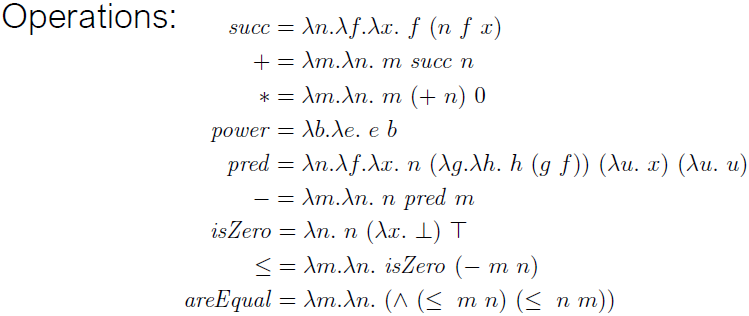 Operations:
succ = λn.λf.λx. f (n f x)
+ = λm.λn. m succ n
∗ = λm.λn. m (+ n) 0
power = λb.λe. e b
pred = λn.λf.λx. n (λg.λh. h (g f)) (λu. x) (λu. u)
− = λm.λn. n pred m
isZero = λn. n (λx. ⊥) ⊤
≤ = λm.λn. isZero (− m n)
areEqual = λm.λn. (∧ (≤ m n) (≤ n m))